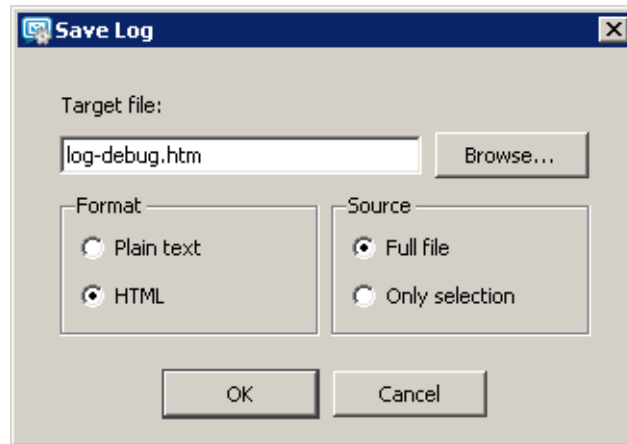 Save Log
Target file:
log-debug.htm
Browse...
Format
Source
Plain text
Full file
HTML
Only selection
OK
Cancel